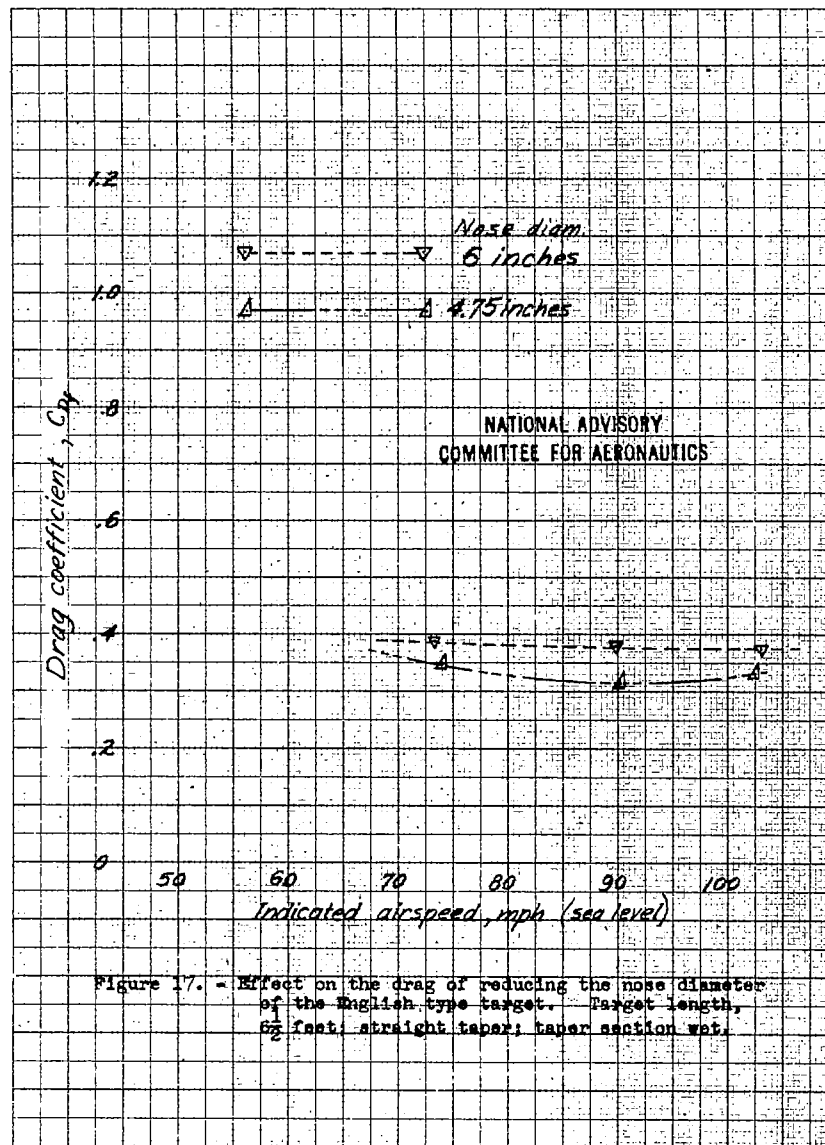 1.2
Nose diam.
6 inches
1.0
4.75 inches
.8
Drag coefficient, C_Df
NATIONAL ADVISORY
COMMITTEE FOR AERONAUTICS
.6
.4
.2
0
50 60 70 80 90 100
Indicated airspeed, mph (sea level)
Figure 17. - Effect on the drag of reducing the nose diameter
of the English type target. Target length,
6 1/2 feet; straight taper; taper section wet.